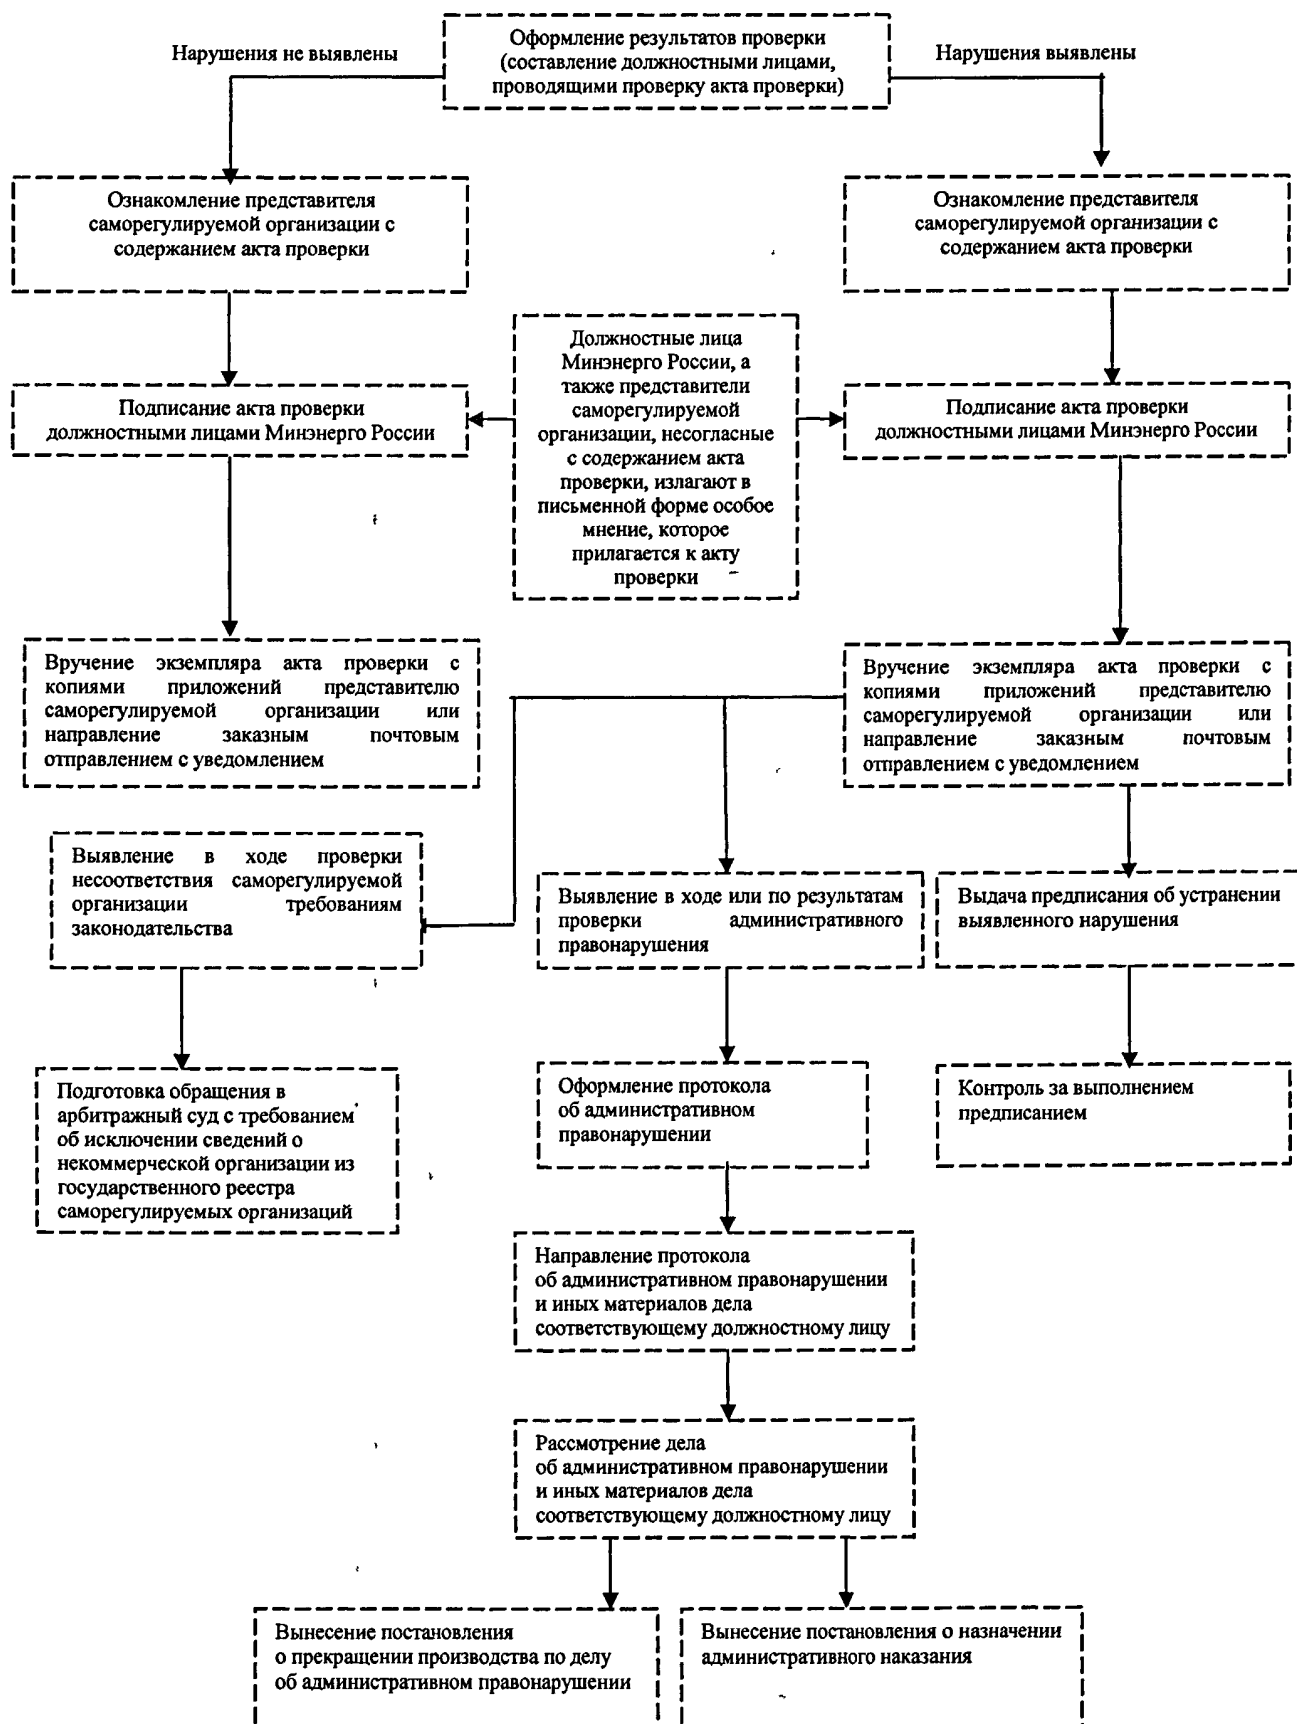 Нарушения не выявлены
Оформление результатов проверки
(составление должностными лицами,
проводящими проверку акта проверки)
Нарушения выявлены
Ознакомление представителя
саморегулируемой организации с
содержанием акта проверки
Ознакомление представителя
саморегулируемой организации с
содержанием акта проверки
Должностные лица
Минэнерго России, а
также представители
саморегулируемой
организации, несогласные
с содержанием акта
проверки, излагают в
письменной форме особое
мнение, которое
прилагается к акту
проверки
Подписание акта проверки
должностными лицами Минэнерго России
Подписание акта проверки
должностными лицами Минэнерго России
Вручение экземпляра акта проверки с
копиями приложений представителю
саморегулируемой организации или
направление заказным почтовым
отправлением с уведомлением
Вручение экземпляра акта проверки с
копиями приложений представителю
саморегулируемой организации или
направление заказным почтовым
отправлением с уведомлением
Выявление в ходе проверки
несоответствия саморегулируемой
организации требованиям
законодательства
Выявление в ходе или по результатам
проверки административного
правонарушения
Выдача предписания об устранении
выявленного нарушения
Подготовка обращения в
арбитражный суд с требованием
об исключении сведений о
некоммерческой организации из
государственного реестра
саморегулируемых организаций
Оформление протокола
об административном
правонарушении
Контроль за выполнением
предписанием
Направление протокола
об административном правонарушении
и иных материалов дела
соответствующему должностному лицу
Рассмотрение дела
об административном правонарушении
и иных материалов дела
соответствующему должностному лицу
Вынесение постановления
о прекращении производства по делу
об административном правонарушении
Вынесение постановления о назначении
административного наказания